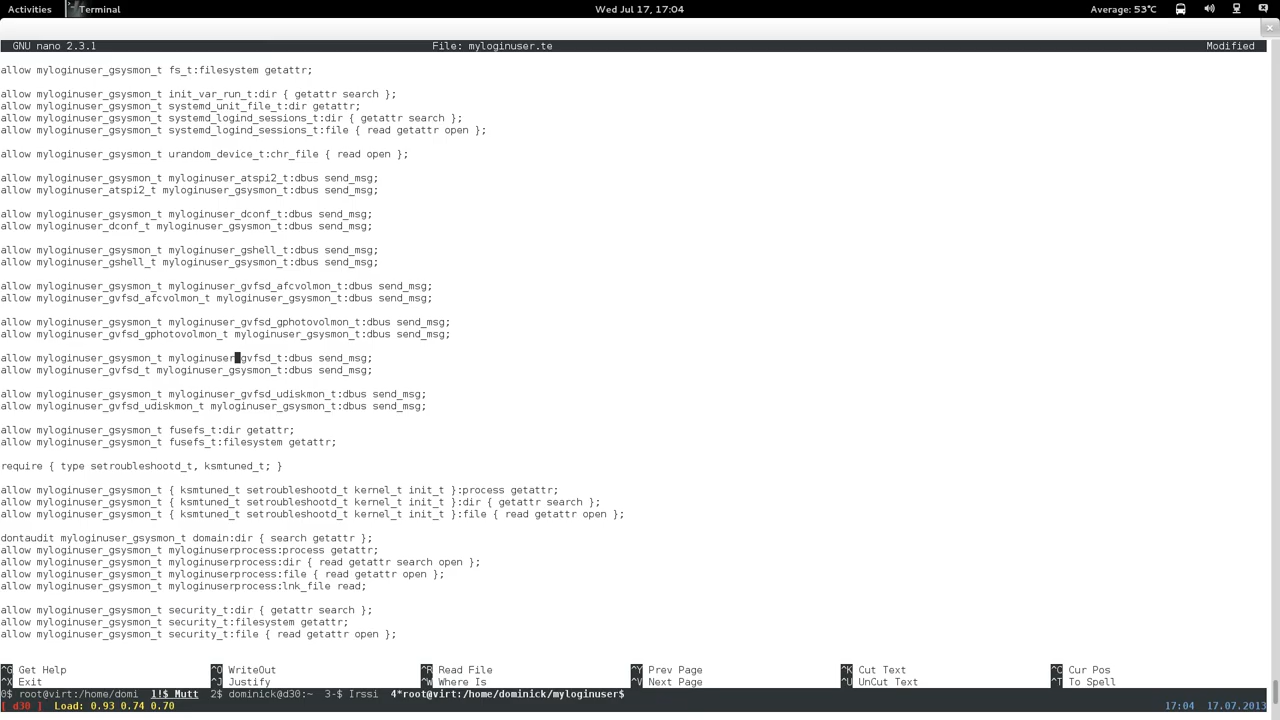 Activities Terminal Wed Jul 17, 17:04 Average: 53°C
GNU nano 2.3.1 File: myloginuser.te Modified
allow myloginuser_gsysmon_t fs_t:filesystem getattr;
allow myloginuser_gsysmon_t init_var_run_t:dir { getattr search };
allow myloginuser_gsysmon_t systemd_unit_file_t:dir getattr;
allow myloginuser_gsysmon_t systemd_logind_sessions_t:dir { getattr search };
allow myloginuser_gsysmon_t systemd_logind_sessions_t:file { read getattr open };
allow myloginuser_gsysmon_t urandom_device_t:chr_file { read open };
allow myloginuser_gsysmon_t myloginuser_atspi2_t:dbus send_msg;
allow myloginuser_atspi2_t myloginuser_gsysmon_t:dbus send_msg;
allow myloginuser_gsysmon_t myloginuser_dconf_t:dbus send_msg;
allow myloginuser_dconf_t myloginuser_gsysmon_t:dbus send_msg;
allow myloginuser_gsysmon_t myloginuser_gshell_t:dbus send_msg;
allow myloginuser_gshell_t myloginuser_gsysmon_t:dbus send_msg;
allow myloginuser_gsysmon_t myloginuser_gvfsd_afcvolmon_t:dbus send_msg;
allow myloginuser_gvfsd_afcvolmon_t myloginuser_gsysmon_t:dbus send_msg;
allow myloginuser_gsysmon_t myloginuser_gvfsd_gphotovolmon_t:dbus send_msg;
allow myloginuser_gvfsd_gphotovolmon_t myloginuser_gsysmon_t:dbus send_msg;
allow myloginuser_gsysmon_t myloginuser_gvfsd_t:dbus send_msg;
allow myloginuser_gvfsd_t myloginuser_gsysmon_t:dbus send_msg;
allow myloginuser_gsysmon_t myloginuser_gvfsd_udiskmon_t:dbus send_msg;
allow myloginuser_gvfsd_udiskmon_t myloginuser_gsysmon_t:dbus send_msg;
allow myloginuser_gsysmon_t fusefs_t:dir getattr;
allow myloginuser_gsysmon_t fusefs_t:filesystem getattr;
require { type setroubleshootd_t, ksmtuned_t; }
allow myloginuser_gsysmon_t { ksmtuned_t setroubleshootd_t kernel_t init_t }:process getattr;
allow myloginuser_gsysmon_t { ksmtuned_t setroubleshootd_t kernel_t init_t }:dir { getattr search };
allow myloginuser_gsysmon_t { ksmtuned_t setroubleshootd_t kernel_t init_t }:file { read getattr open };
dontaudit myloginuser_gsysmon_t domain:dir { search getattr };
allow myloginuser_gsysmon_t myloginuserprocess:process getattr;
allow myloginuser_gsysmon_t myloginuserprocess:dir { read getattr search open };
allow myloginuser_gsysmon_t myloginuserprocess:file { read getattr open };
allow myloginuser_gsysmon_t myloginuserprocess:lnk_file read;
allow myloginuser_gsysmon_t security_t:dir { getattr search };
allow myloginuser_gsysmon_t security_t:filesystem getattr;
allow myloginuser_gsysmon_t security_t:file { read getattr open };
^G Get Help ^O WriteOut ^R Read File ^Y Prev Page ^K Cut Text ^C Cur Pos
^X Exit ^J Justify ^W Where Is ^V Next Page ^U UnCut Text ^T To Spell
0$ root@virt:/home/domi 1!$ Mutt 2$ dominick@d30:~ 3-$ Irssi 4*root@virt:/home/dominick/myloginuser$
[ d30 ] Load: 0.93 0.74 0.70 17:04 17.07.2013